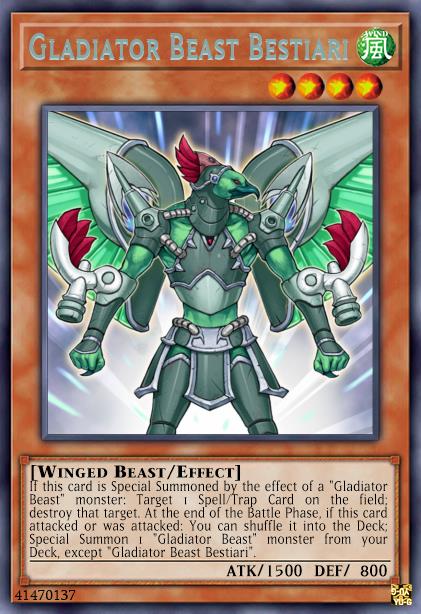 GLADIATOR BEAST BESTIARI
WIND
風
[WINGED BEAST/EFFECT]
If this card is Special Summoned by the effect of a "Gladiator
Beast" monster: Target 1 Spell/Trap Card on the field;
destroy that target. At the end of the Battle Phase, if this card
attacked or was attacked: You can shuffle it into the Deck;
Special Summon 1 "Gladiator Beast" monster from your
Deck, except "Gladiator Beast Bestiari".
ATK/1500 DEF/ 800
41470137